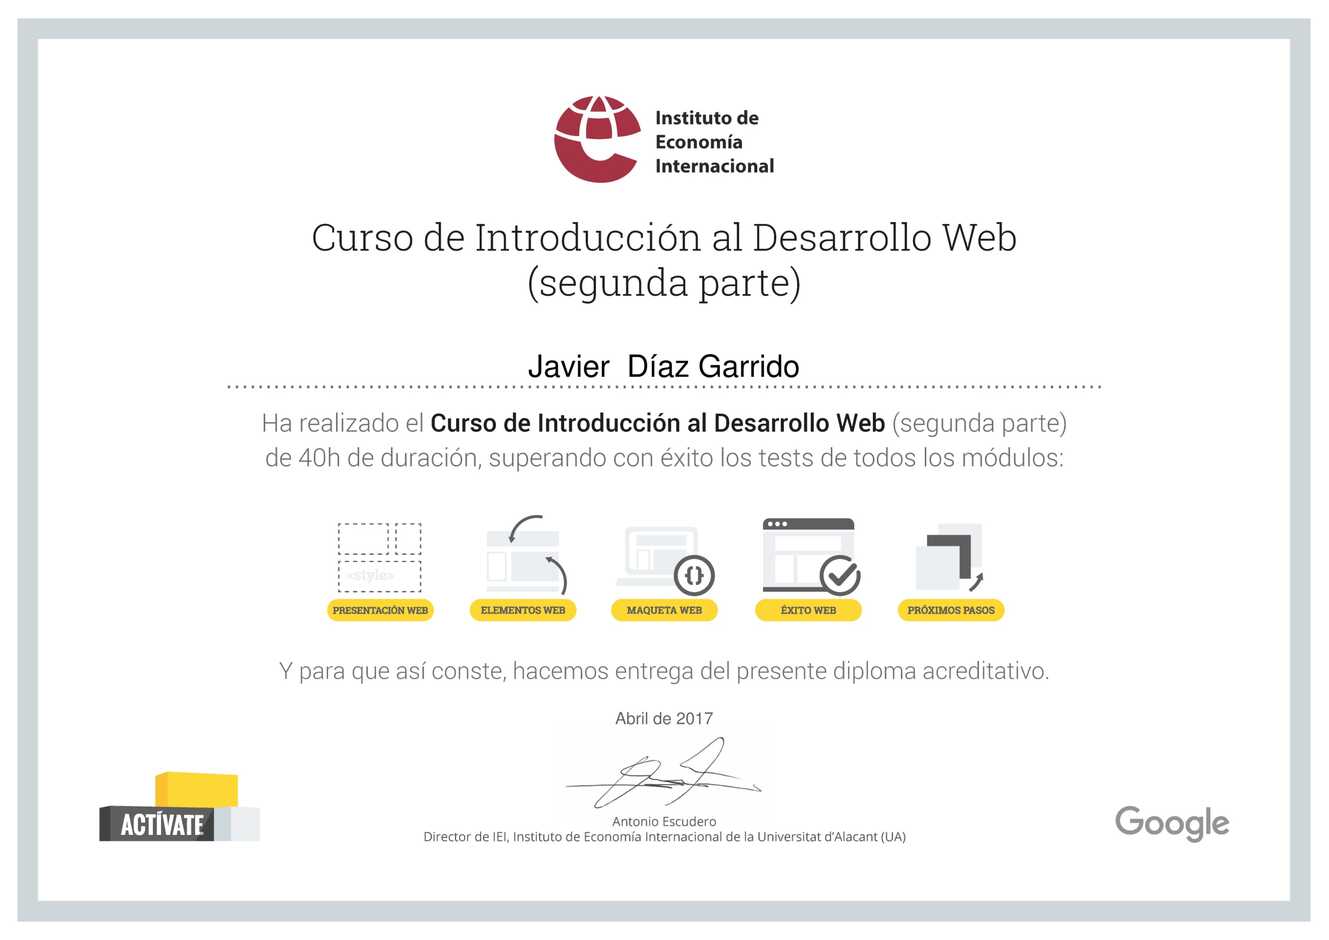 Instituto de
Economía
Internacional
Curso de Introducción al Desarrollo Web
(segunda parte)
Javier  Díaz Garrido
Ha realizado el Curso de Introducción al Desarrollo Web (segunda parte)
de 40h de duración, superando con éxito los tests de todos los módulos:
<style>
{}
PRESENTACIÓN WEB
ELEMENTOS WEB
MAQUETA WEB
ÉXITO WEB
PRÓXIMOS PASOS
Y para que así conste, hacemos entrega del presente diploma acreditativo.
Abril de 2017
Antonio Escudero
Director de IEI, Instituto de Economía Internacional de la Universitat d'Alacant (UA)
ACTÍVATE
Google